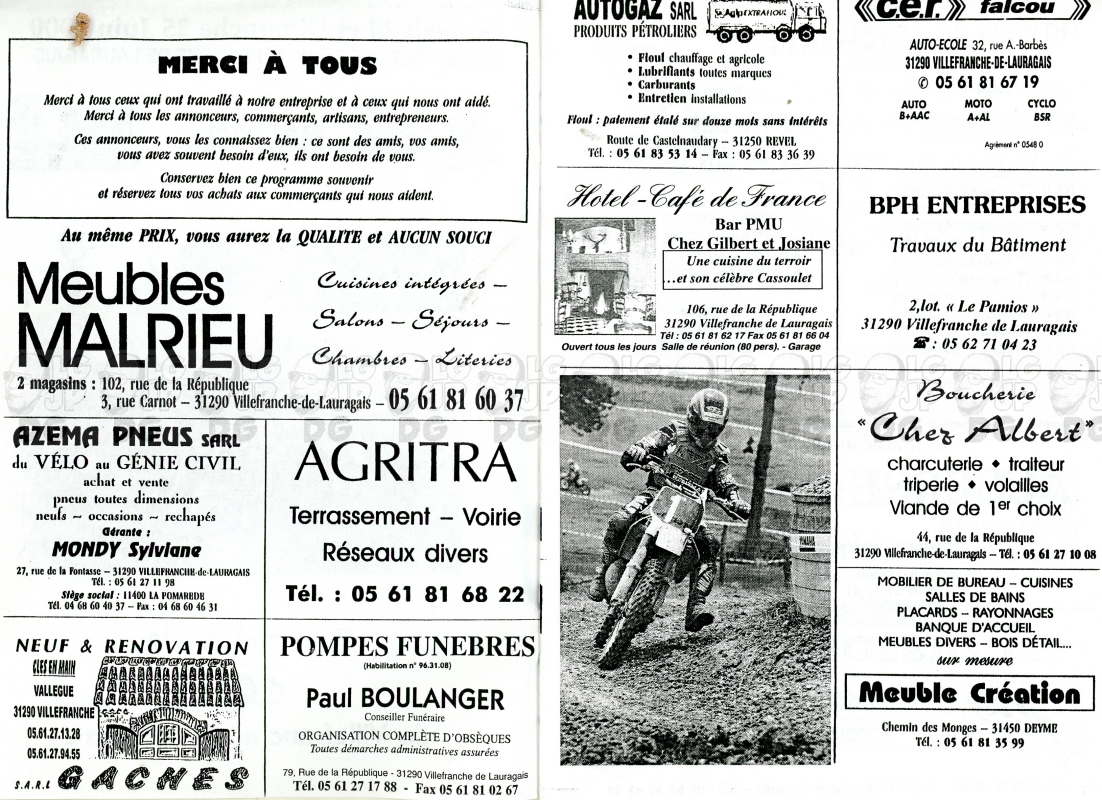 MERCI À TOUS
Merci à tous ceux qui ont travaillé à notre entreprise et à ceux qui nous ont aidé.
Merci à tous les annonceurs, commerçants, artisans, entrepreneurs.
Ces annonceurs, vous les connaissez bien : ce sont des amis, vos amis,
vous avez souvent besoin d'eux, ils ont besoin de vous.
Conservez bien ce programme souvenir
et réservez tous vos achats aux commerçants qui nous aident.
Au même PRIX, vous aurez la QUALITE et AUCUN SOUCI
Meubles
MALRIEU
Cuisines intégrées –
Salons – Séjours –
Chambres – Literies
2 magasins : 102, rue de la République
3, rue Carnot – 31290 Villefranche-de-Lauragais – 05 61 81 60 37
AZEMA PNEUS SARL
du VÉLO au GÉNIE CIVIL
achat et vente
pneus toutes dimensions
neufs ~ occasions ~ rechapés
Gérante :
MONDY Sylviane
27, rue de la Fontasse – 31290 VILLEFRANCHE-de-LAURAGAIS
Tél. : 05 61 27 11 98
Siège social : 11400 LA POMAREDE
Tél. 04 68 60 40 37 – Fax : 04 68 60 46 31
AGRITRA
Terrassement – Voirie
Réseaux divers
Tél. : 05 61 81 68 22
NEUF & RENOVATION
CLES EN MAIN
VALLEGUE
31290 VILLEFRANCHE
05.61.27.13.28
05.61.27.94.55
S.A.R.L GACHES
POMPES FUNEBRES
(Habilitation n° 96.31.08)
Paul BOULANGER
Conseiller Funéraire
ORGANISATION COMPLÈTE D'OBSÈQUES
Toutes démarches administratives assurées
79, Rue de la République - 31290 Villefranche de Lauragais
Tél. 05 61 27 17 88 - Fax 05 61 81 02 67
AUTOGAZ SARL
PRODUITS PÉTROLIERS
• Fioul chauffage et agricole
• Lubrifiants toutes marques
• Carburants
• Entretien installations
Fioul : paiement étalé sur douze mois sans intérêts
Route de Castelnaudary – 31250 REVEL
Tél. : 05 61 83 53 14 – Fax : 05 61 83 36 39
c.e.r. falcou
AUTO-ECOLE 32, rue A.-Barbès
31290 VILLEFRANCHE-DE-LAURAGAIS
✆ 05 61 81 67 19
AUTO MOTO CYCLO
B+AAC A+AL BSR
Agrément n° 0548 0
Hotel -Café de France
Bar PMU
Chez Gilbert et Josiane
Une cuisine du terroir
...et son célèbre Cassoulet
106, rue de la République
31290 Villefranche de Lauragais
Tél : 05 61 81 62 17 Fax 05 61 81 66 04
Ouvert tous les jours Salle de réunion (80 pers). - Garage
BPH ENTREPRISES
Travaux du Bâtiment
2,lot. « Le Pamios »
31290 Villefranche de Lauragais
☎ : 05 62 71 04 23
1
YAMAHA
Boucherie
“Chez Albert”
charcuterie ♦ traiteur
triperie ♦ volailles
Viande de 1er choix
44, rue de la République
31290 Villefranche-de-Lauragais – Tél. : 05 61 27 10 08
MOBILIER DE BUREAU – CUISINES
SALLES DE BAINS
PLACARDS – RAYONNAGES
BANQUE D'ACCUEIL
MEUBLES DIVERS – BOIS DÉTAIL...
sur mesure
Meuble Création
Chemin des Monges – 31450 DEYME
Tél. : 05 61 81 35 99